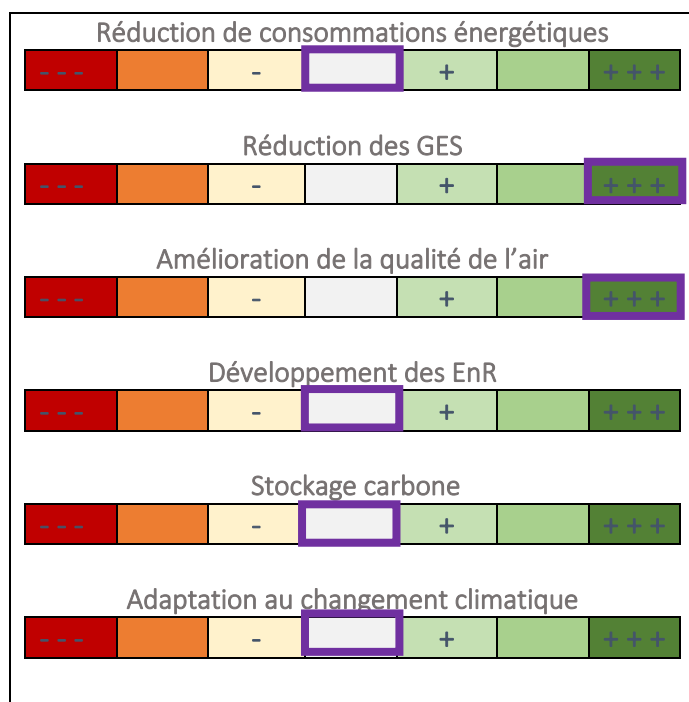 Réduction de consommations énergétiques
- - - - + + + +
Réduction des GES
- - - - + + + +
Amélioration de la qualité de l’air
- - - - + + + +
Développement des EnR
- - - - + + + +
Stockage carbone
- - - - + + + +
Adaptation au changement climatique
- - - - + + + +